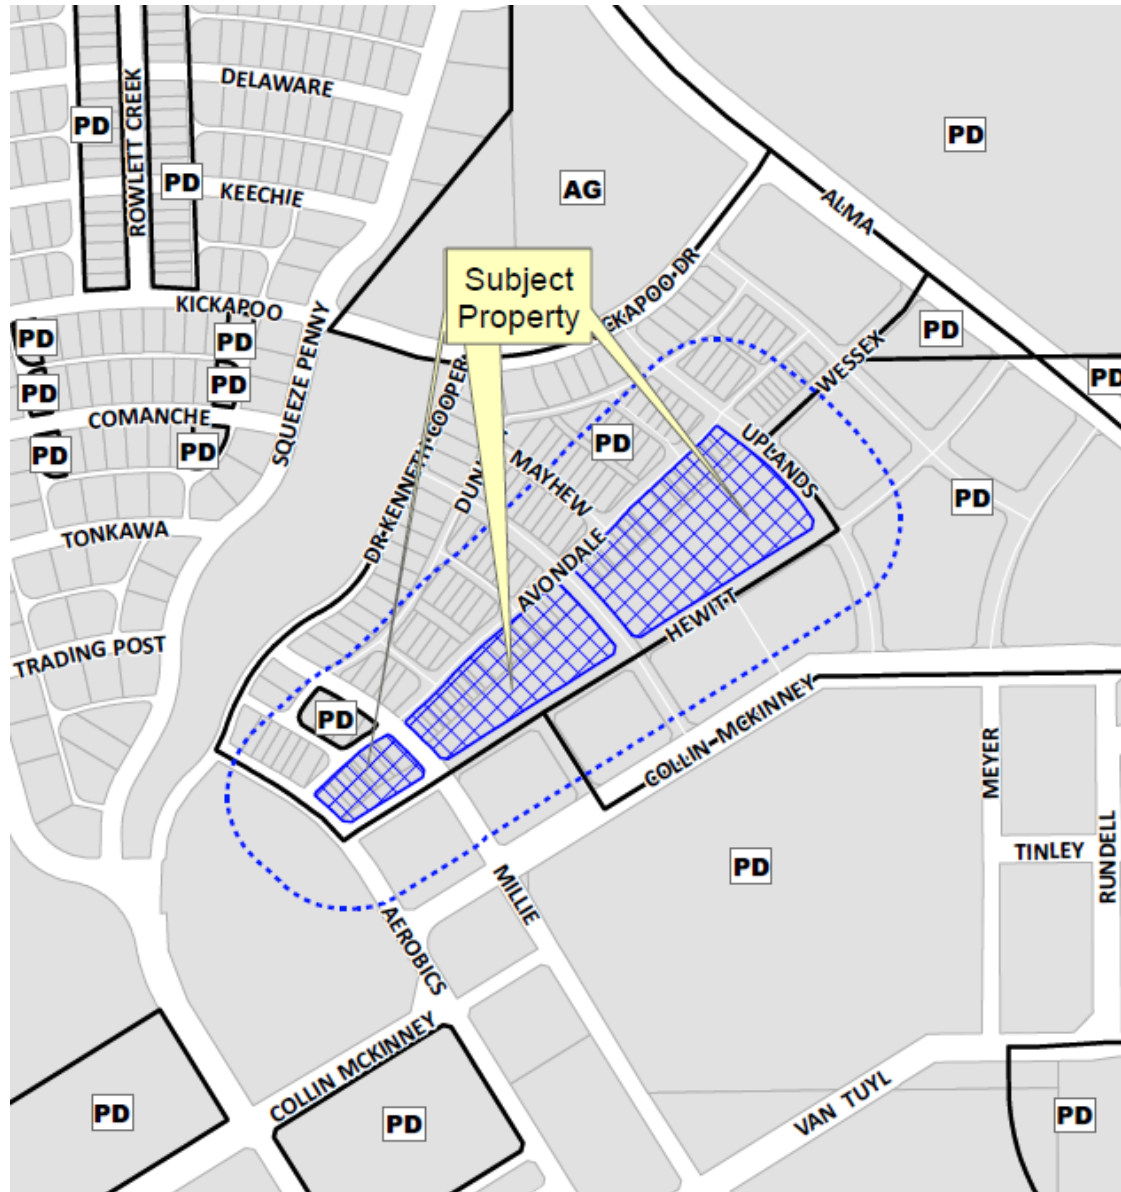 DELAWARE
ROWLETT CREEK
PD
PD
PD
KEECHIE
AG
ALMA
Subject
Property
KICKAPOO
PD
PD
PD
PD
PD
PD
PD
PD
COMANCHE
SQUEEZE PENNY
DR KENNETH COOPER
WESSEX
UPLANDS
PD
MAYHEW
PD
TONKAWA
AVONDALE
HEWITT
TRADING POST
PD
COLLIN MCKINNEY
MEYER
TINLEY
RUNDELL
PD
MILLIE
AEROBICS
COLLIN MCKINNEY
VAN TUYL
PD
PD
PD